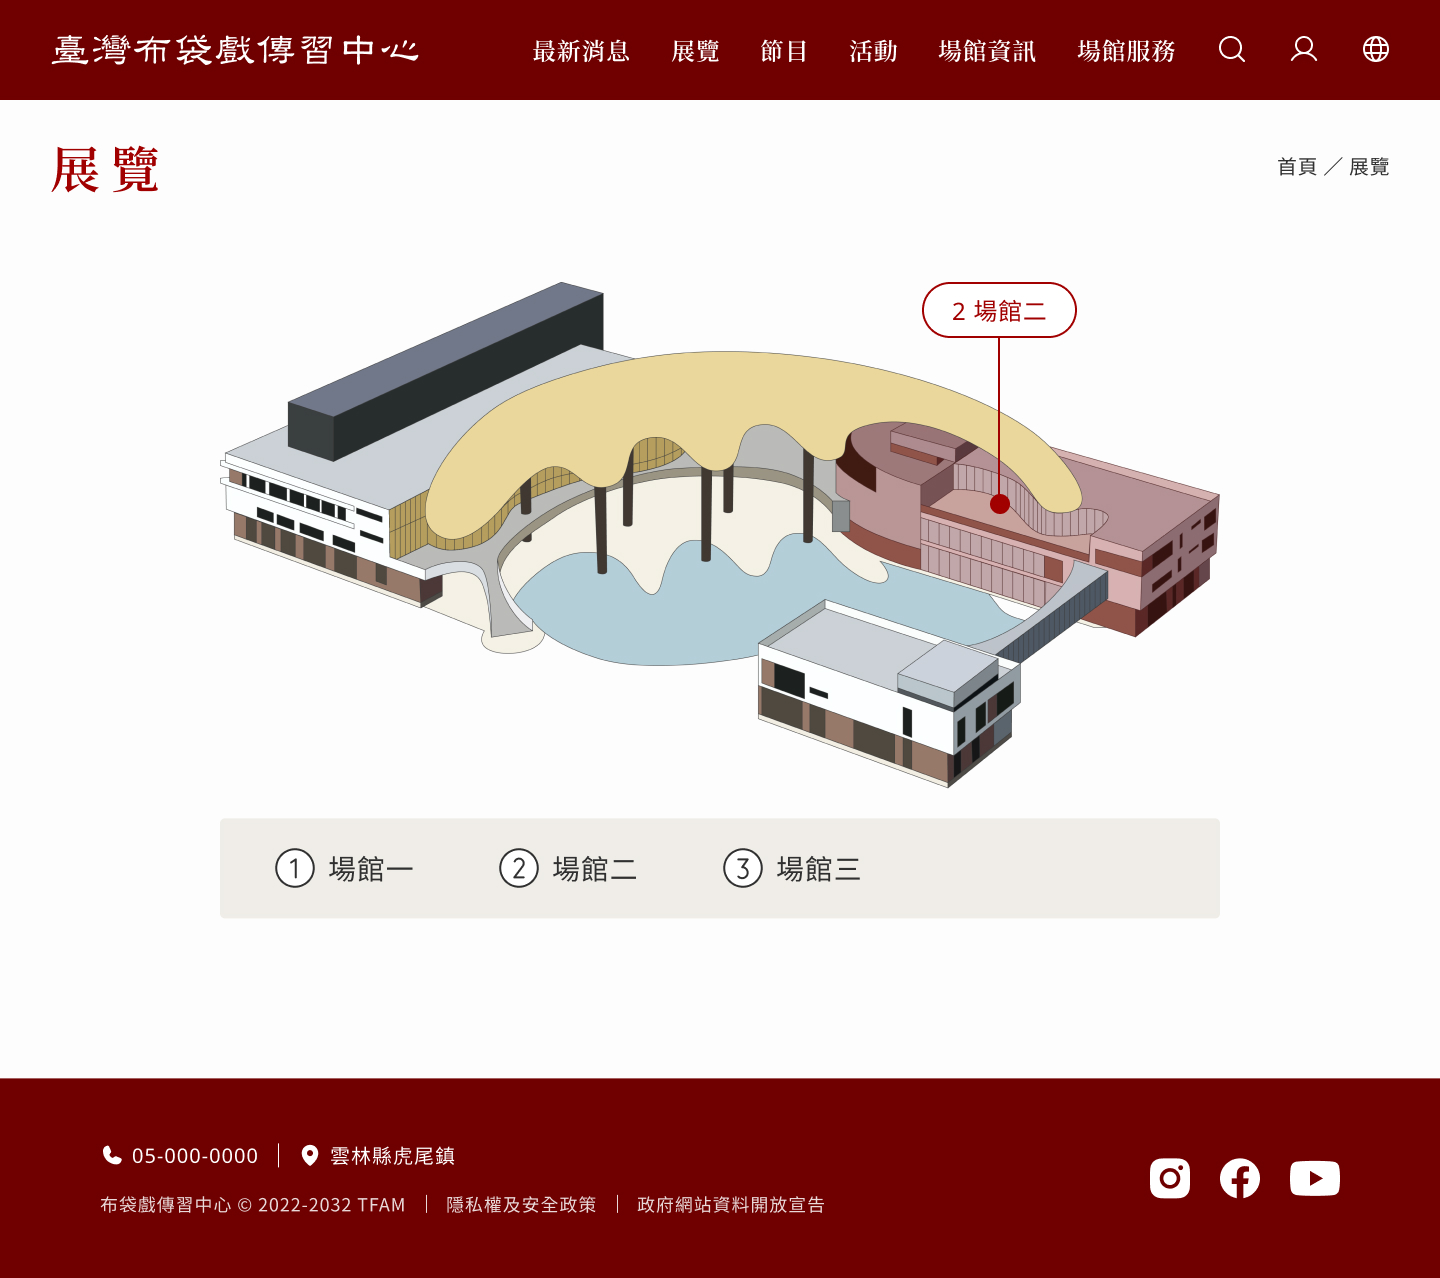 臺灣布袋戲傳習中心
最新消息 展覽 節目 活動 場館資訊 場館服務
展覽
首頁 ／ 展覽
2 場館二
1 場館一 2 場館二 3 場館三
05-000-0000 雲林縣虎尾鎮
布袋戲傳習中心 © 2022-2032 TFAM 隱私權及安全政策 政府網站資料開放宣告